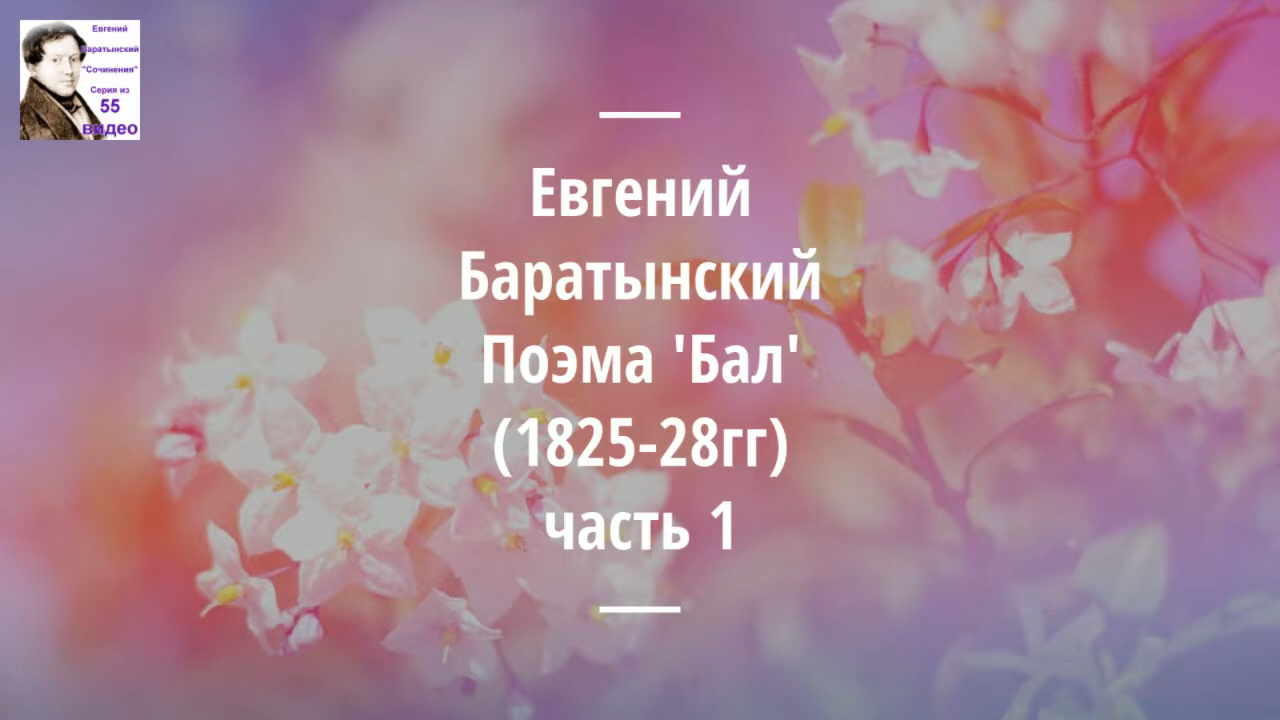 Евгений
Баратынский
"Сочинения"
Серия из
55
видео
Евгений
Баратынский
Поэма 'Бал'
(1825-28гг)
часть 1